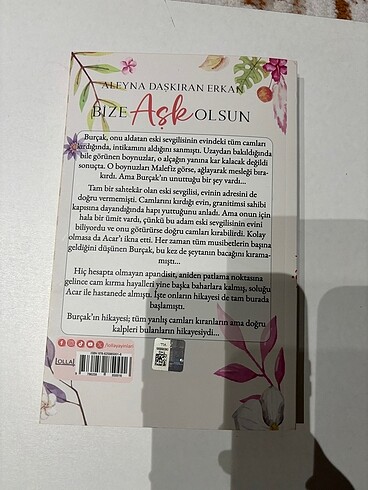 ALEYNA DAŞKIRAN ERKAN
BİZE Aşk OLSUN
Burçak, onu aldatan eski sevgilisinin evindeki tüm camları
kırdığında, intikamını aldığını sanmıştı. Uzaydan bakıldığında
bile görünen boynuzlar, o alçağın yanına kar kalacak değildi
sonuçta. O boynuzları Malefiz görse, ağlayarak mesleği bıra-
kırdı. Ama Burçak'ın unuttuğu bir şey vardı...
Tam bir sahtekâr olan eski sevgilisi, evinin adresini de
doğru vermemişti. Camlarını kırdığı evin, granitimsi sahibi
kapısına dayandığında hapı yuttuğunu anladı. Ama onun için
hala bir ümit vardı, çünkü bu adam eski sevgilisinin evini
biliyordu ve onu götürürse doğru camları kırabilirdi. Kolay
olmasa da Acar'ı ikna etti. Her zaman tüm musibetlerin başına
geldiğini düşünen Burçak, bu kez de şeytanın bacağını kırama-
mıştı...
Hiç hesapta olmayan apandisit, aniden patlama noktasına
gelince cam kırma hayalleri yine başka baharlara kalmış, soluğu
Acar ile hastanede almıştı. İşte onların hikayesi de tam burada
başlamıştı.
Burçak'ın hikayesi; tüm yanlış camları kıranların ama doğru
kalpleri bulanların hikayesiydi...
/lollayayinlari
LOLLA